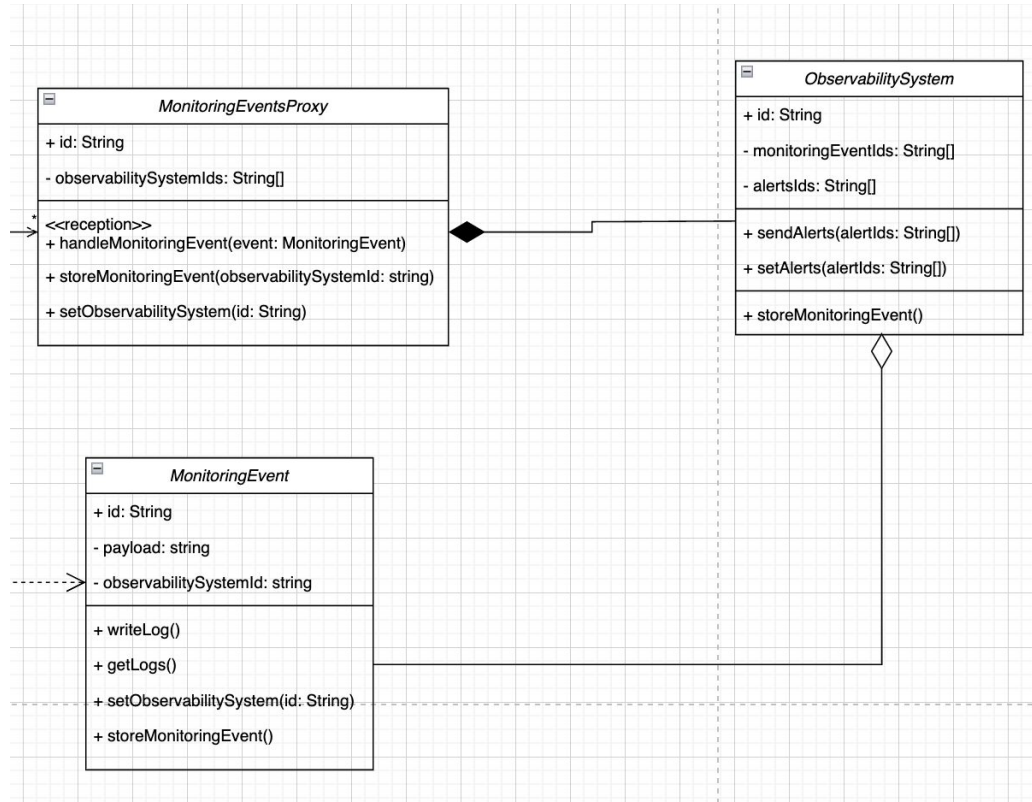 MonitoringEventsProxy
+ id: String
- observabilitySystemIds: String[]
*
<<reception>>
+ handleMonitoringEvent(event: MonitoringEvent)
+ storeMonitoringEvent(observabilitySystemId: string)
+ setObservabilitySystem(id: String)
ObservabilitySystem
+ id: String
- monitoringEventIds: String[]
- alertsIds: String[]
+ sendAlerts(alertIds: String[])
+ setAlerts(alertIds: String[])
+ storeMonitoringEvent()
MonitoringEvent
+ id: String
- payload: string
- observabilitySystemId: string
+ writeLog()
+ getLogs()
+ setObservabilitySystem(id: String)
+ storeMonitoringEvent()